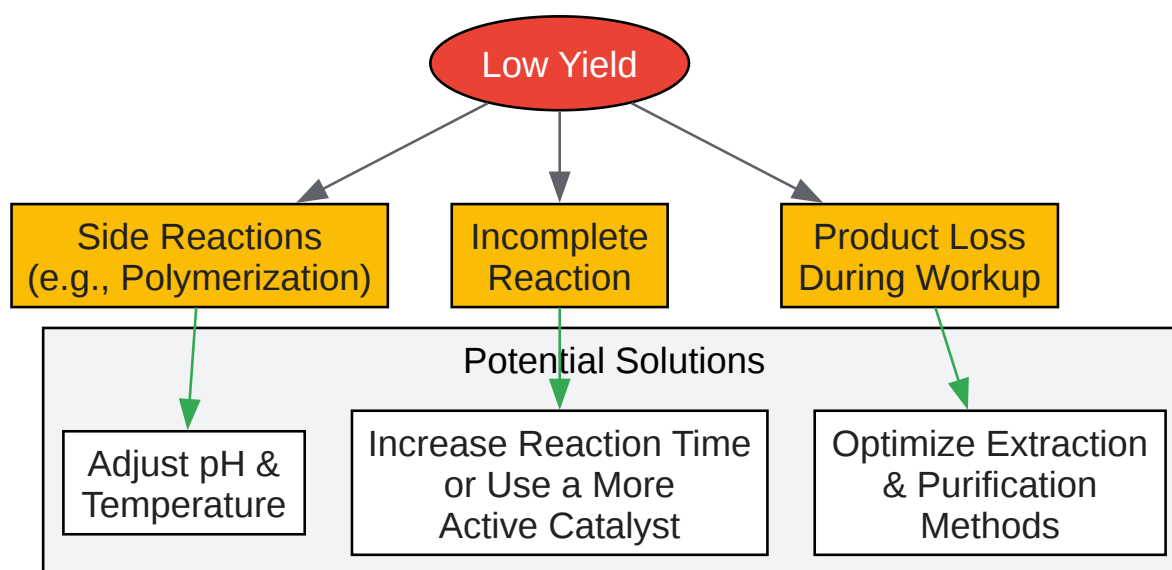 Low Yield
Side Reactions
(e.g., Polymerization)
Incomplete
Reaction
Product Loss
During Workup
Potential Solutions
Adjust pH &
Temperature
Increase Reaction Time
or Use a More
Active Catalyst
Optimize Extraction
& Purification
Methods